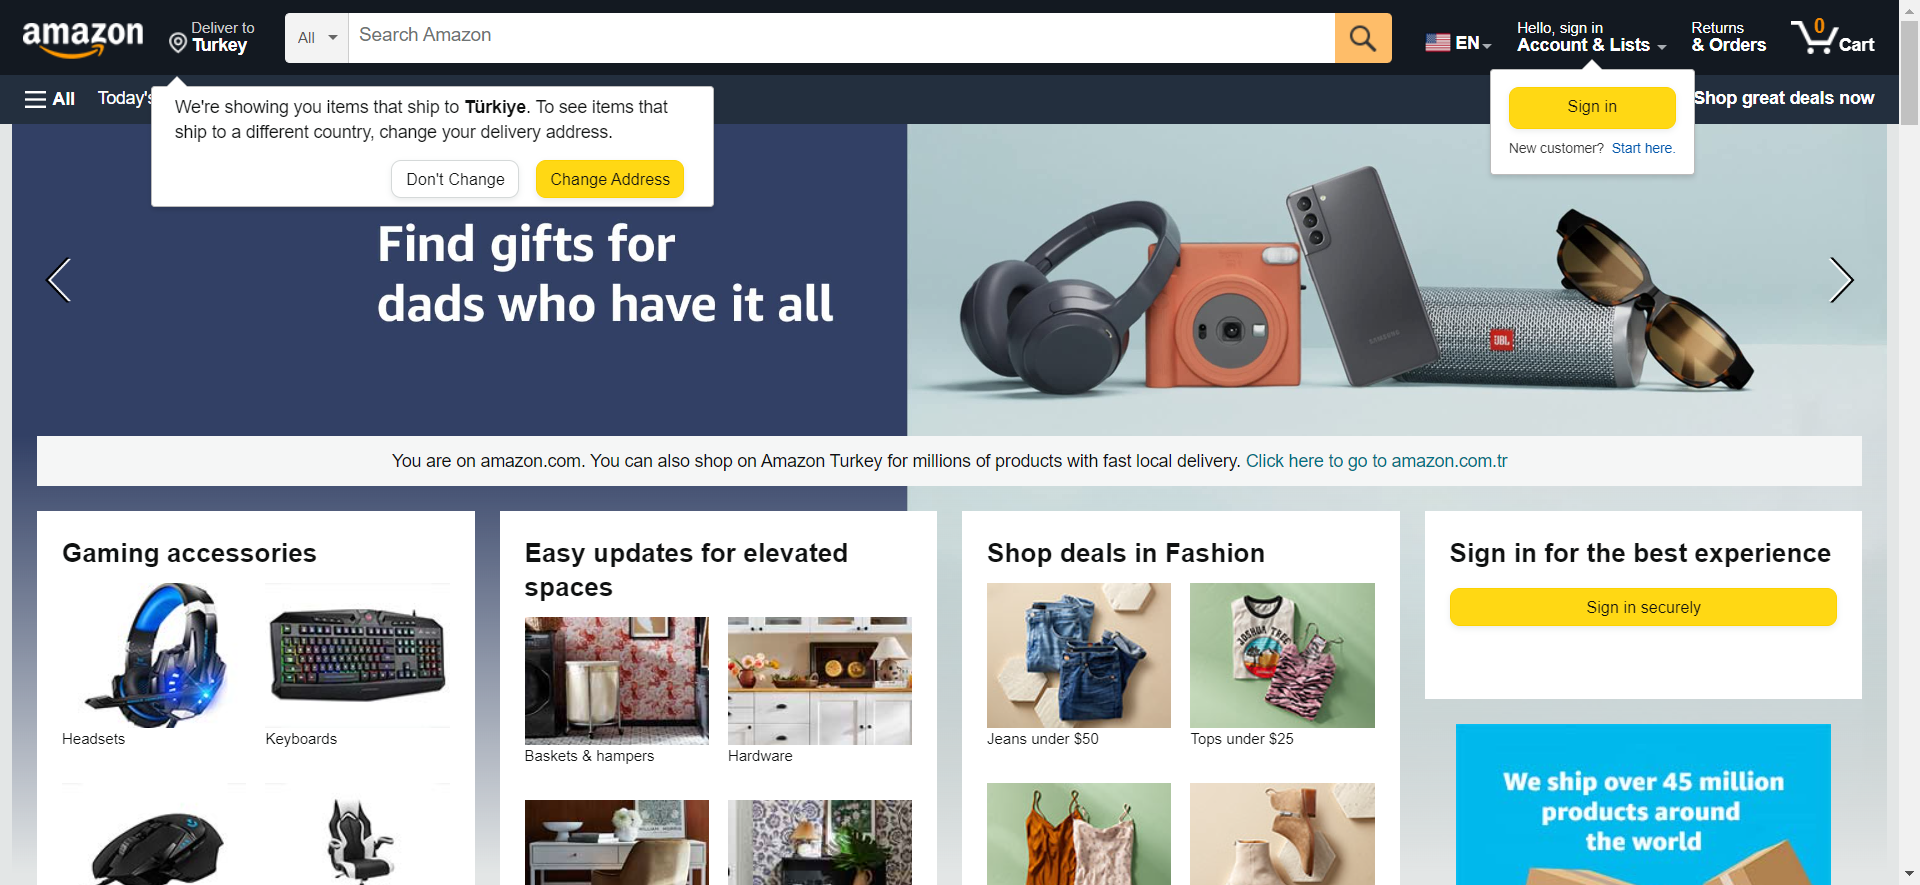 amazon
Deliver to
Turkey
All
Search Amazon
EN
Hello, sign in
Account & Lists
Returns
& Orders
0
Cart
All
Today's
Shop great deals now
We're showing you items that ship to Türkiye. To see items that
ship to a different country, change your delivery address.
Don't Change
Change Address
Sign in
New customer? Start here.
Find gifts for
dads who have it all
SAMSUNG
JBL
You are on amazon.com. You can also shop on Amazon Turkey for millions of products with fast local delivery. Click here to go to amazon.com.tr
Gaming accessories
Headsets
Keyboards
Easy updates for elevated
spaces
Baskets & hampers
Hardware
WILLIAM MORRIS
Shop deals in Fashion
JOSHUA TREE
Jeans under $50
Tops under $25
Sign in for the best experience
Sign in securely
We ship over 45 million
products around
the world